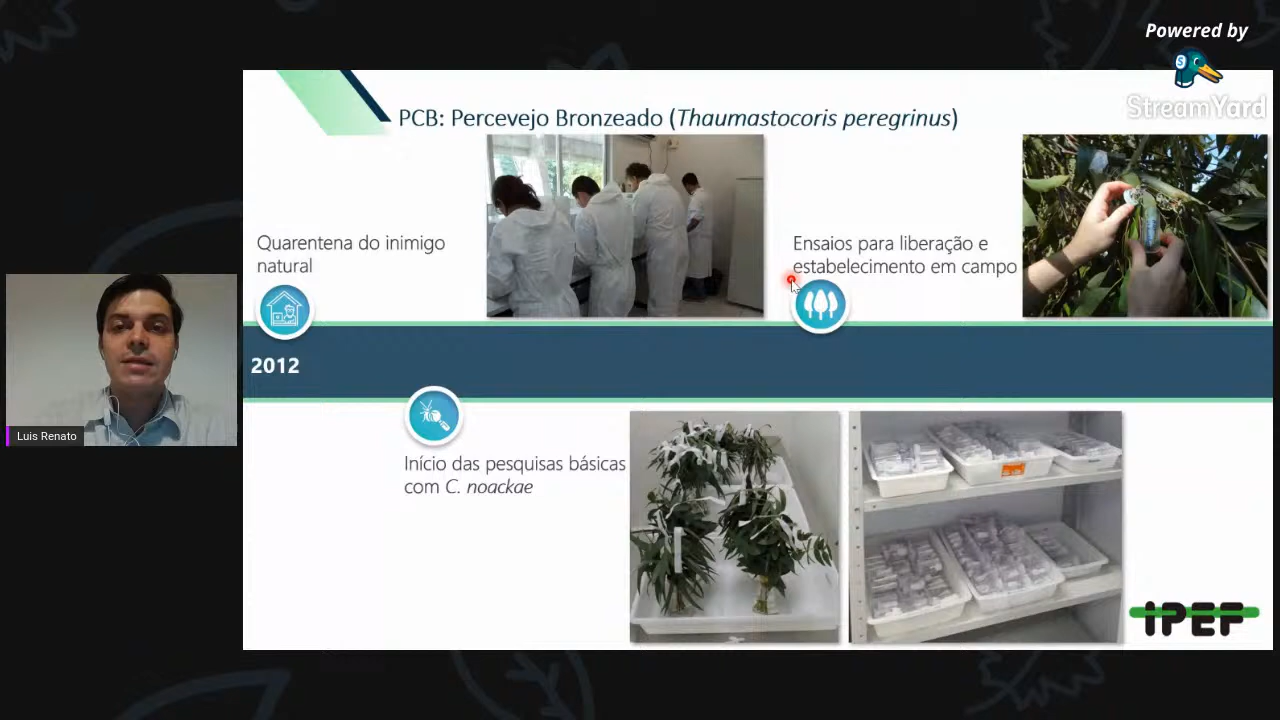 Powered by
StreamYard
PCB: Percevejo Bronzeado (Thaumastocoris peregrinus)
Quarentena do inimigo
natural
Ensaios para liberação e
estabelecimento em campo
2012
Luis Renato
Início das pesquisas básicas
com C. noackae
IPEF